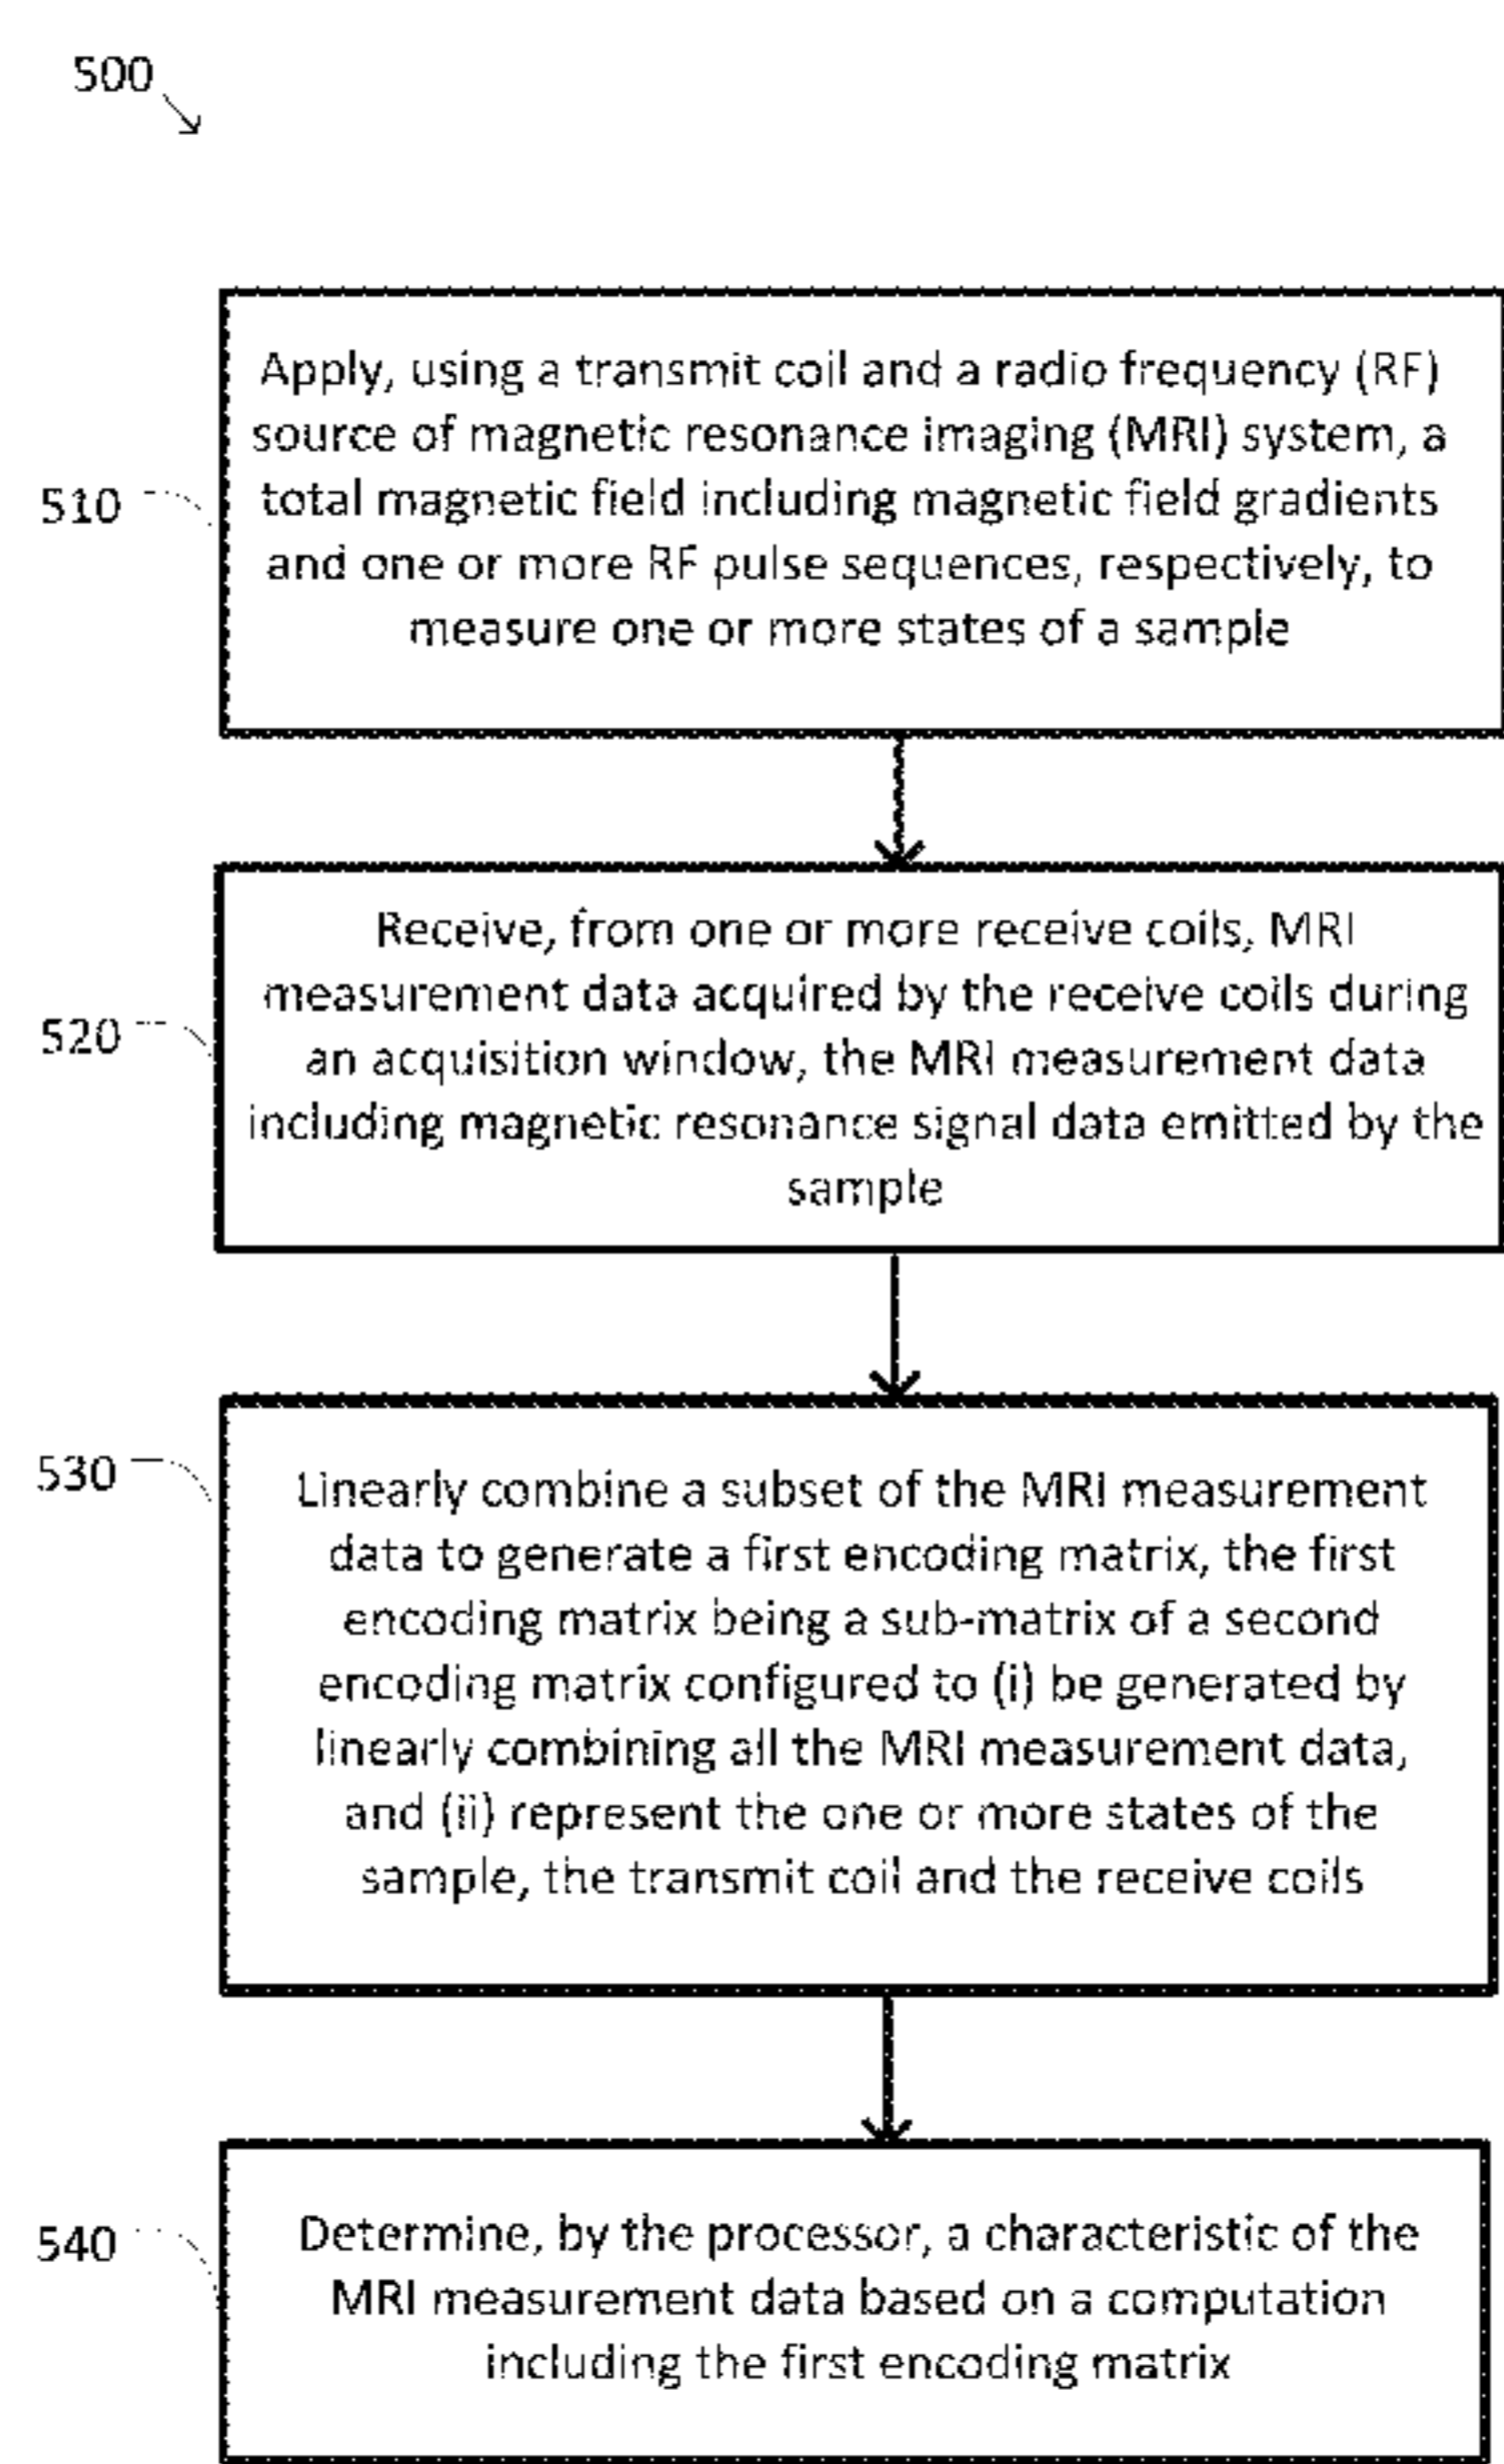 500
Apply, using a transmit coil and a radio frequency (RF)
source of magnetic resonance imaging (MRI) system, a
total magnetic field including magnetic field gradients
and one or more RF pulse sequences, respectively, to
measure one or more states of a sample
510
Receive, from one or more receive coils, MRI
measurement data acquired by the receive coils during
an acquisition window, the MRI measurement data
including magnetic resonance signal data emitted by the
sample
520
Linearly combine a subset of the MRI measurement
data to generate a first encoding matrix, the first
encoding matrix being a sub-matrix of a second
encoding matrix configured to (i) be generated by
linearly combining all the MRI measurement data,
and (ii) represent the one or more states of the
sample, the transmit coil and the receive coils
530
Determine, by the processor, a characteristic of the
MRI measurement data based on a computation
including the first encoding matrix
540